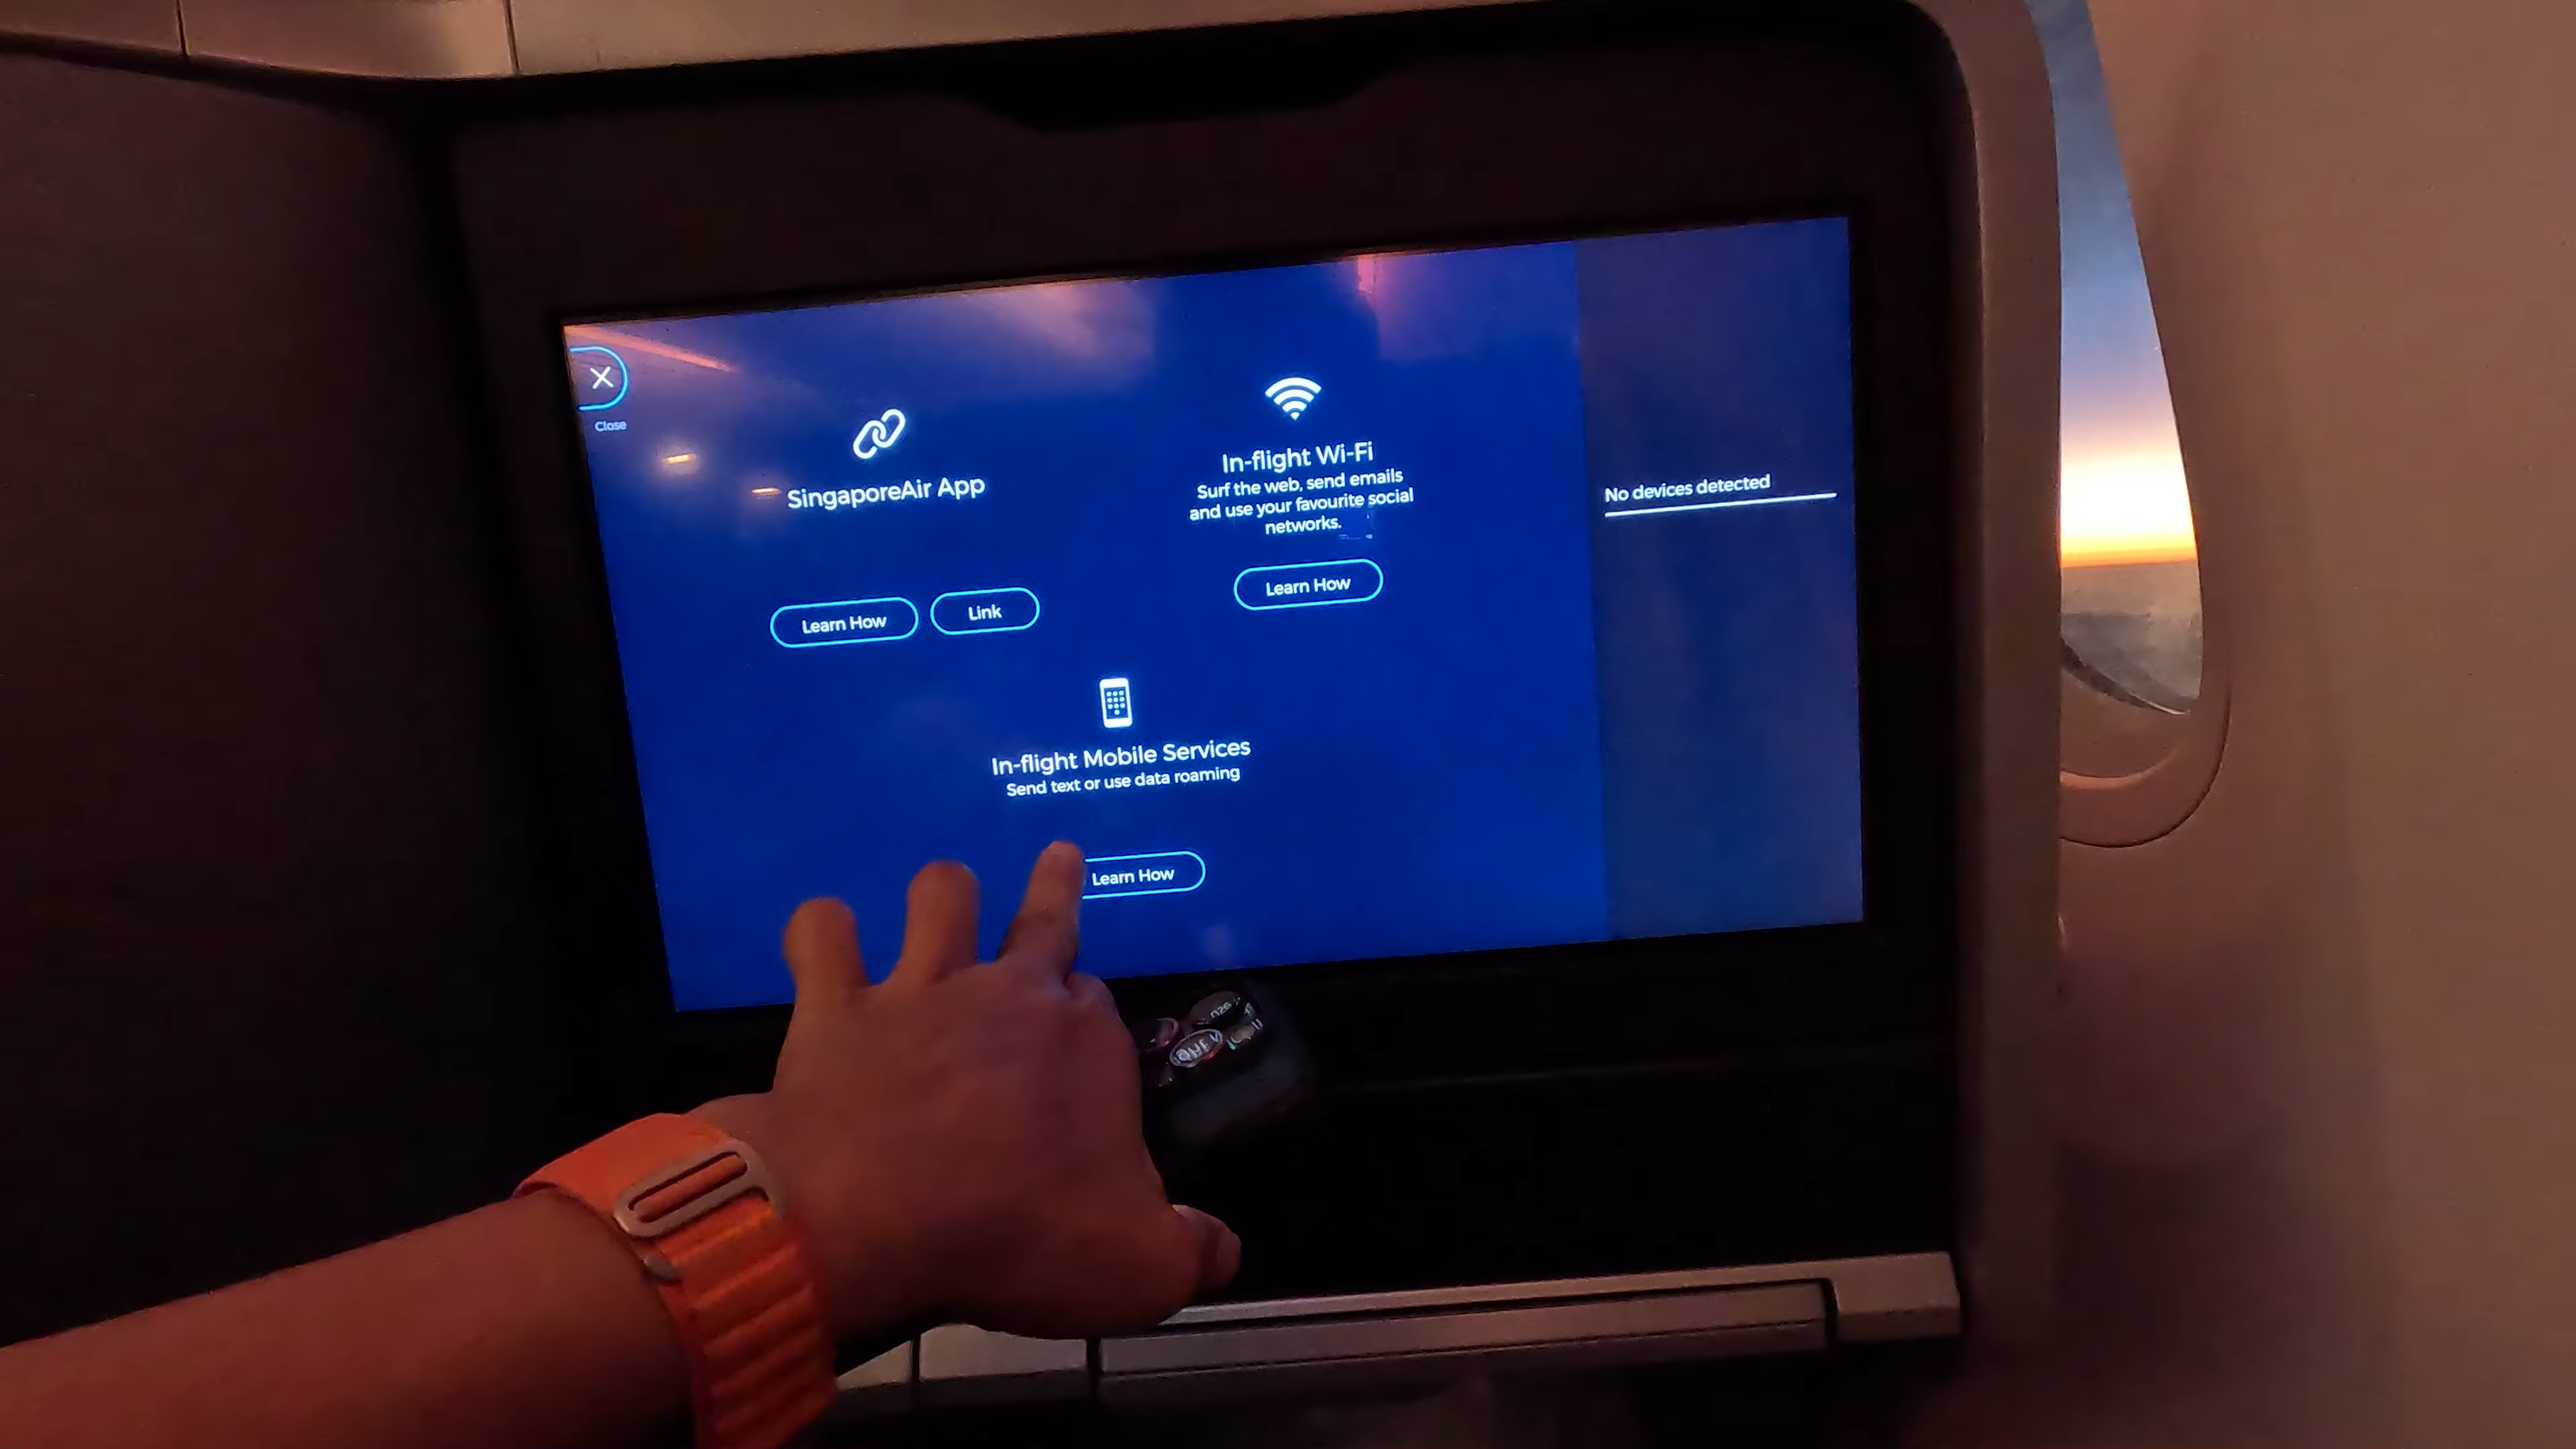 Close
SingaporeAir App
Learn How
Link
In-flight Wi-Fi
Surf the web, send emails
and use your favourite social
networks.
Learn How
In-flight Mobile Services
Send text or use data roaming
Learn How
No devices detected